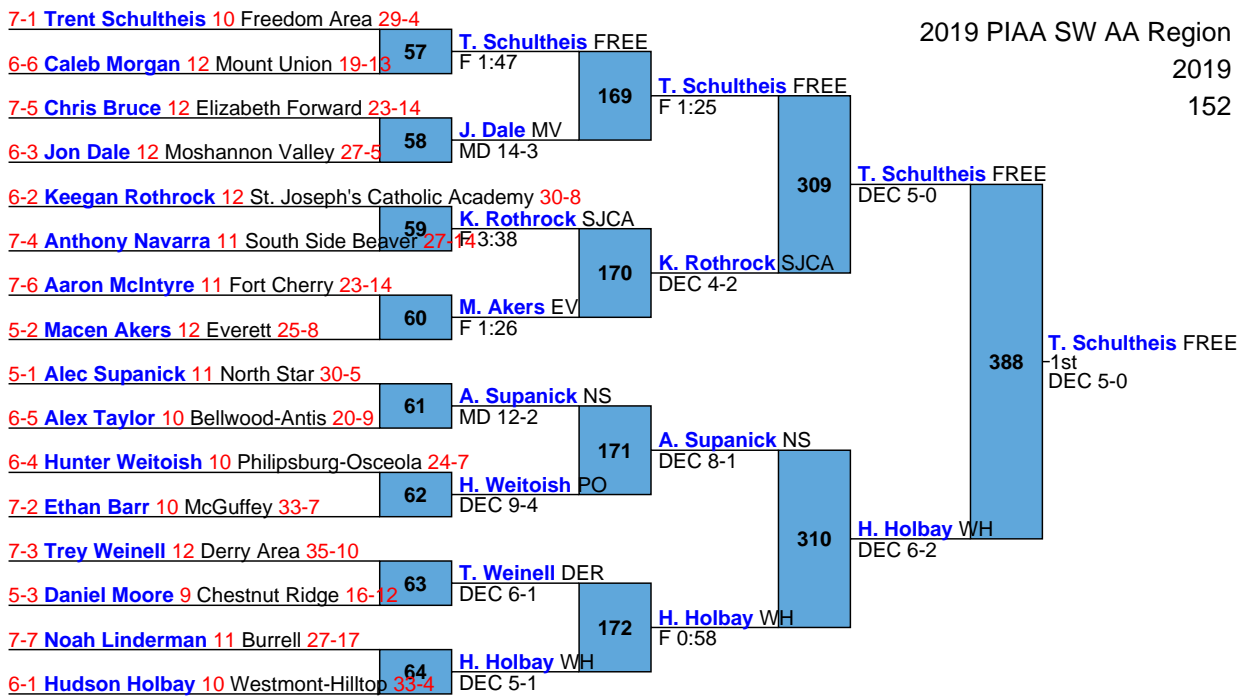 2019 PIAA SW AA Region
2019
152
7-1 Trent Schultheis 10 Freedom Area 29-4
57
6-6 Caleb Morgan 12 Mount Union 19-13
T. Schultheis FREE
F 1:47
7-5 Chris Bruce 12 Elizabeth Forward 23-14
58
6-3 Jon Dale 12 Moshannon Valley 27-5
J. Dale MV
MD 14-3
6-2 Keegan Rothrock 12 St. Joseph's Catholic Academy 30-8
59
7-4 Anthony Navarra 11 South Side Beaver 27-14
K. Rothrock SJCA
F 3:38
7-6 Aaron McIntyre 11 Fort Cherry 23-14
60
5-2 Macen Akers 12 Everett 25-8
M. Akers EV
F 1:26
5-1 Alec Supanick 11 North Star 30-5
61
6-5 Alex Taylor 10 Bellwood-Antis 20-9
A. Supanick NS
MD 12-2
6-4 Hunter Weitoish 10 Philipsburg-Osceola 24-7
62
7-2 Ethan Barr 10 McGuffey 33-7
H. Weitoish PO
DEC 9-4
7-3 Trey Weinell 12 Derry Area 35-10
63
5-3 Daniel Moore 9 Chestnut Ridge 16-12
T. Weinell DER
DEC 6-1
7-7 Noah Linderman 11 Burrell 27-17
64
6-1 Hudson Holbay 10 Westmont-Hilltop 33-4
H. Holbay WH
DEC 5-1
169
T. Schultheis FREE
F 1:25
170
K. Rothrock SJCA
DEC 4-2
171
A. Supanick NS
DEC 8-1
172
H. Holbay WH
F 0:58
309
T. Schultheis FREE
DEC 5-0
310
H. Holbay WH
DEC 6-2
388
T. Schultheis FREE
1st
DEC 5-0